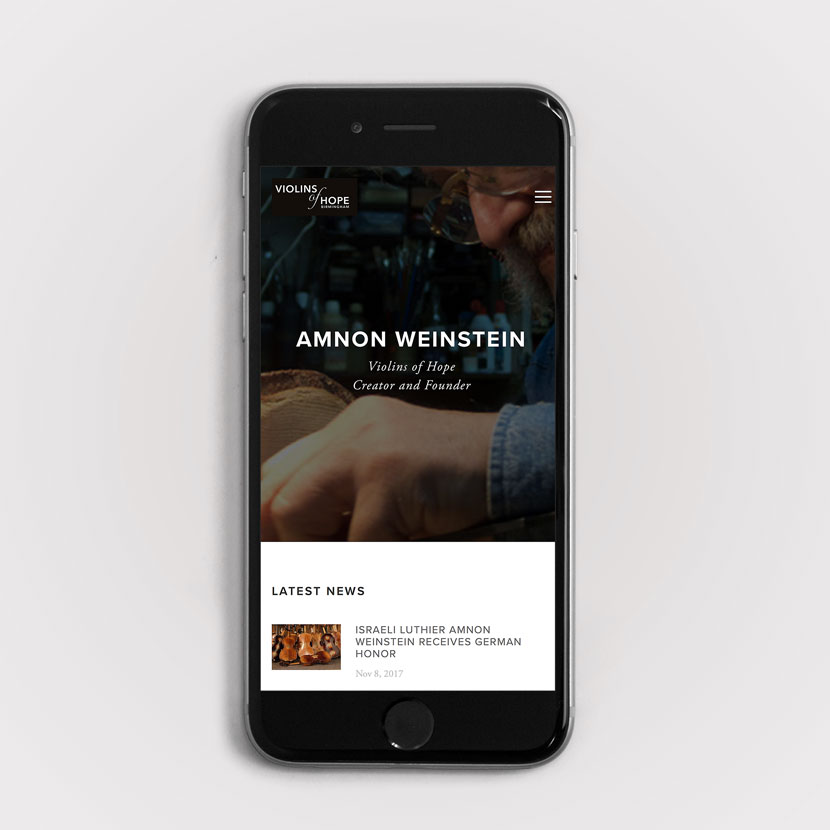 VIOLINS
of HOPE
BIRMINGHAM
AMNON WEINSTEIN
Violins of Hope
Creator and Founder
LATEST NEWS
ISRAELI LUTHIER AMNON
WEINSTEIN RECEIVES GERMAN
HONOR
Nov 8, 2017